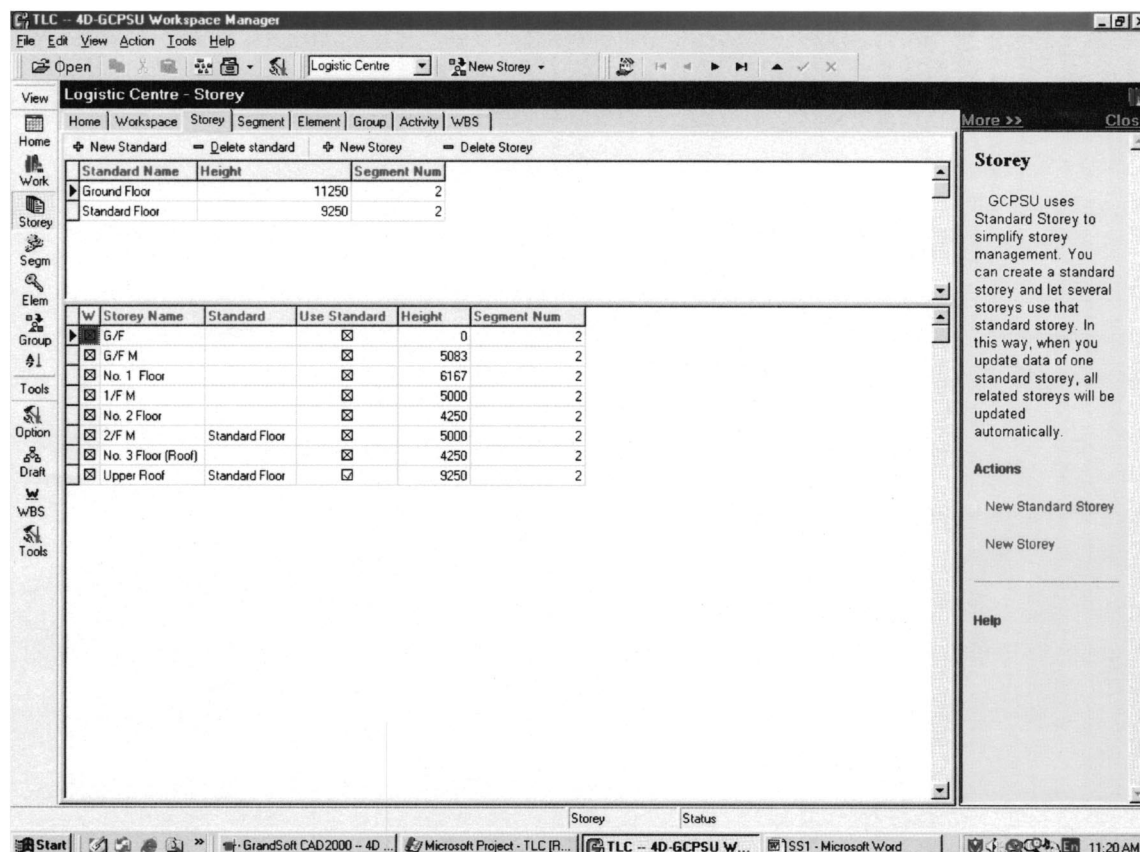 TLC -- 4D-GCPSU Workspace Manager
File Edit View Action Tools Help
Open Logistic Centre New Storey
View Logistic Centre - Storey
More >> Clos
Home Workspace Storey Segment Element Group Activity WBS
New Standard Delete standard New Storey Delete Storey
Standard Name Height Segment Num
Ground Floor 11250 2
Standard Floor 9250 2
W Storey Name Standard Use Standard Height Segment Num
G/F 0 2
G/F M 5083 2
No. 1 Floor 6167 2
1/F M 5000 2
No. 2 Floor 4250 2
2/F M Standard Floor 5000 2
No. 3 Floor (Roof) 4250 2
Upper Roof Standard Floor 9250 2
Home
Work
Storey
Segm
Elem
Group
Tools
Option
Draft
WBS
Tools
Storey
GCPSU uses
Standard Storey to
simplify storey
management. You
can create a standard
storey and let several
storeys use that
standard storey. In
this way, when you
update data of one
standard storey, all
related storeys will be
updated
automatically.
Actions
New Standard Storey
New Storey
Help
Storey Status
Start » GrandSoft CAD2000 -- 4D ... Microsoft Project - TLC [R... TLC -- 4D-GCPSU W... SS1 - Microsoft Word En 11:20 AM